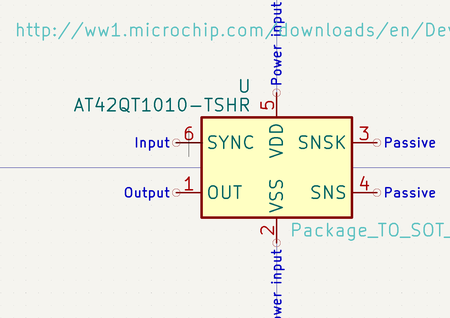 http://ww1.microchip.com/downloads/en/Dev
Power input
U
AT42QT1010-TSHR
5
Input 6 SYNC VDD SNSK 3 Passive
Output 1 OUT VSS SNS 4 Passive
2
Package_TO_SOT_
wer input